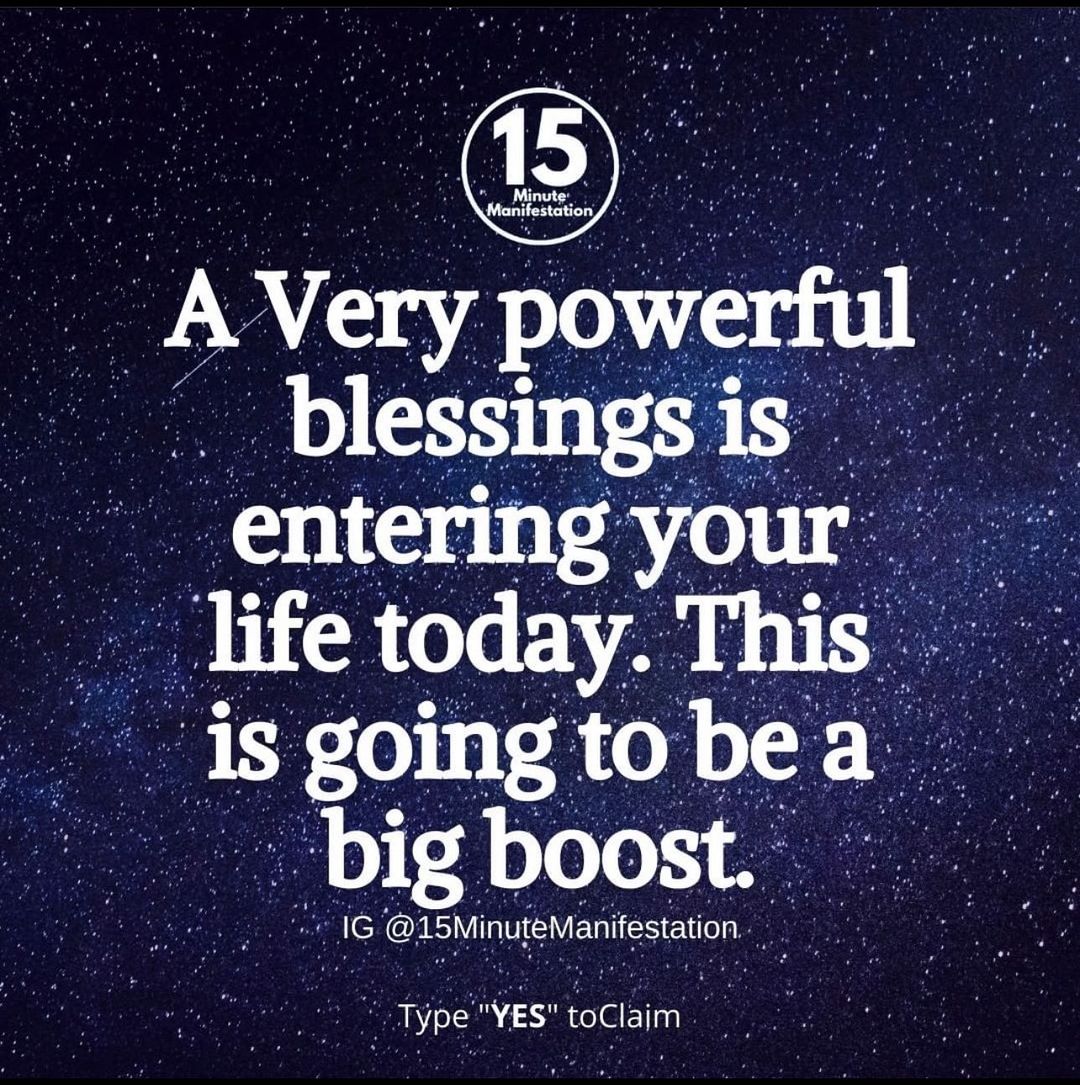 15
Minute
Manifestation
A Very powerful
blessings is
entering your
life today. This
is going to be a
big boost.
IG @15MinuteManifestation
Type "YES" toClaim